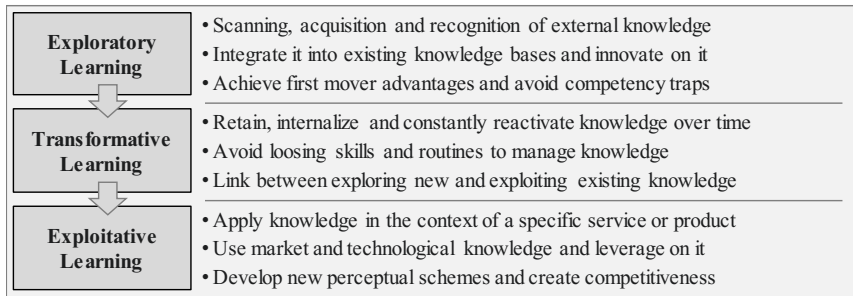 Exploratory
Learning
• Scanning, acquisition and recognition of external knowledge
• Integrate it into existing knowledge bases and innovate on it
• Achieve first mover advantages and avoid competency traps
Transformative
Learning
• Retain, internalize and constantly reactivate knowledge over time
• Avoid loosing skills and routines to manage knowledge
• Link between exploring new and exploiting existing knowledge
Exploitative
Learning
• Apply knowledge in the context of a specific service or product
• Use market and technological knowledge and leverage on it
• Develop new perceptual schemes and create competitiveness